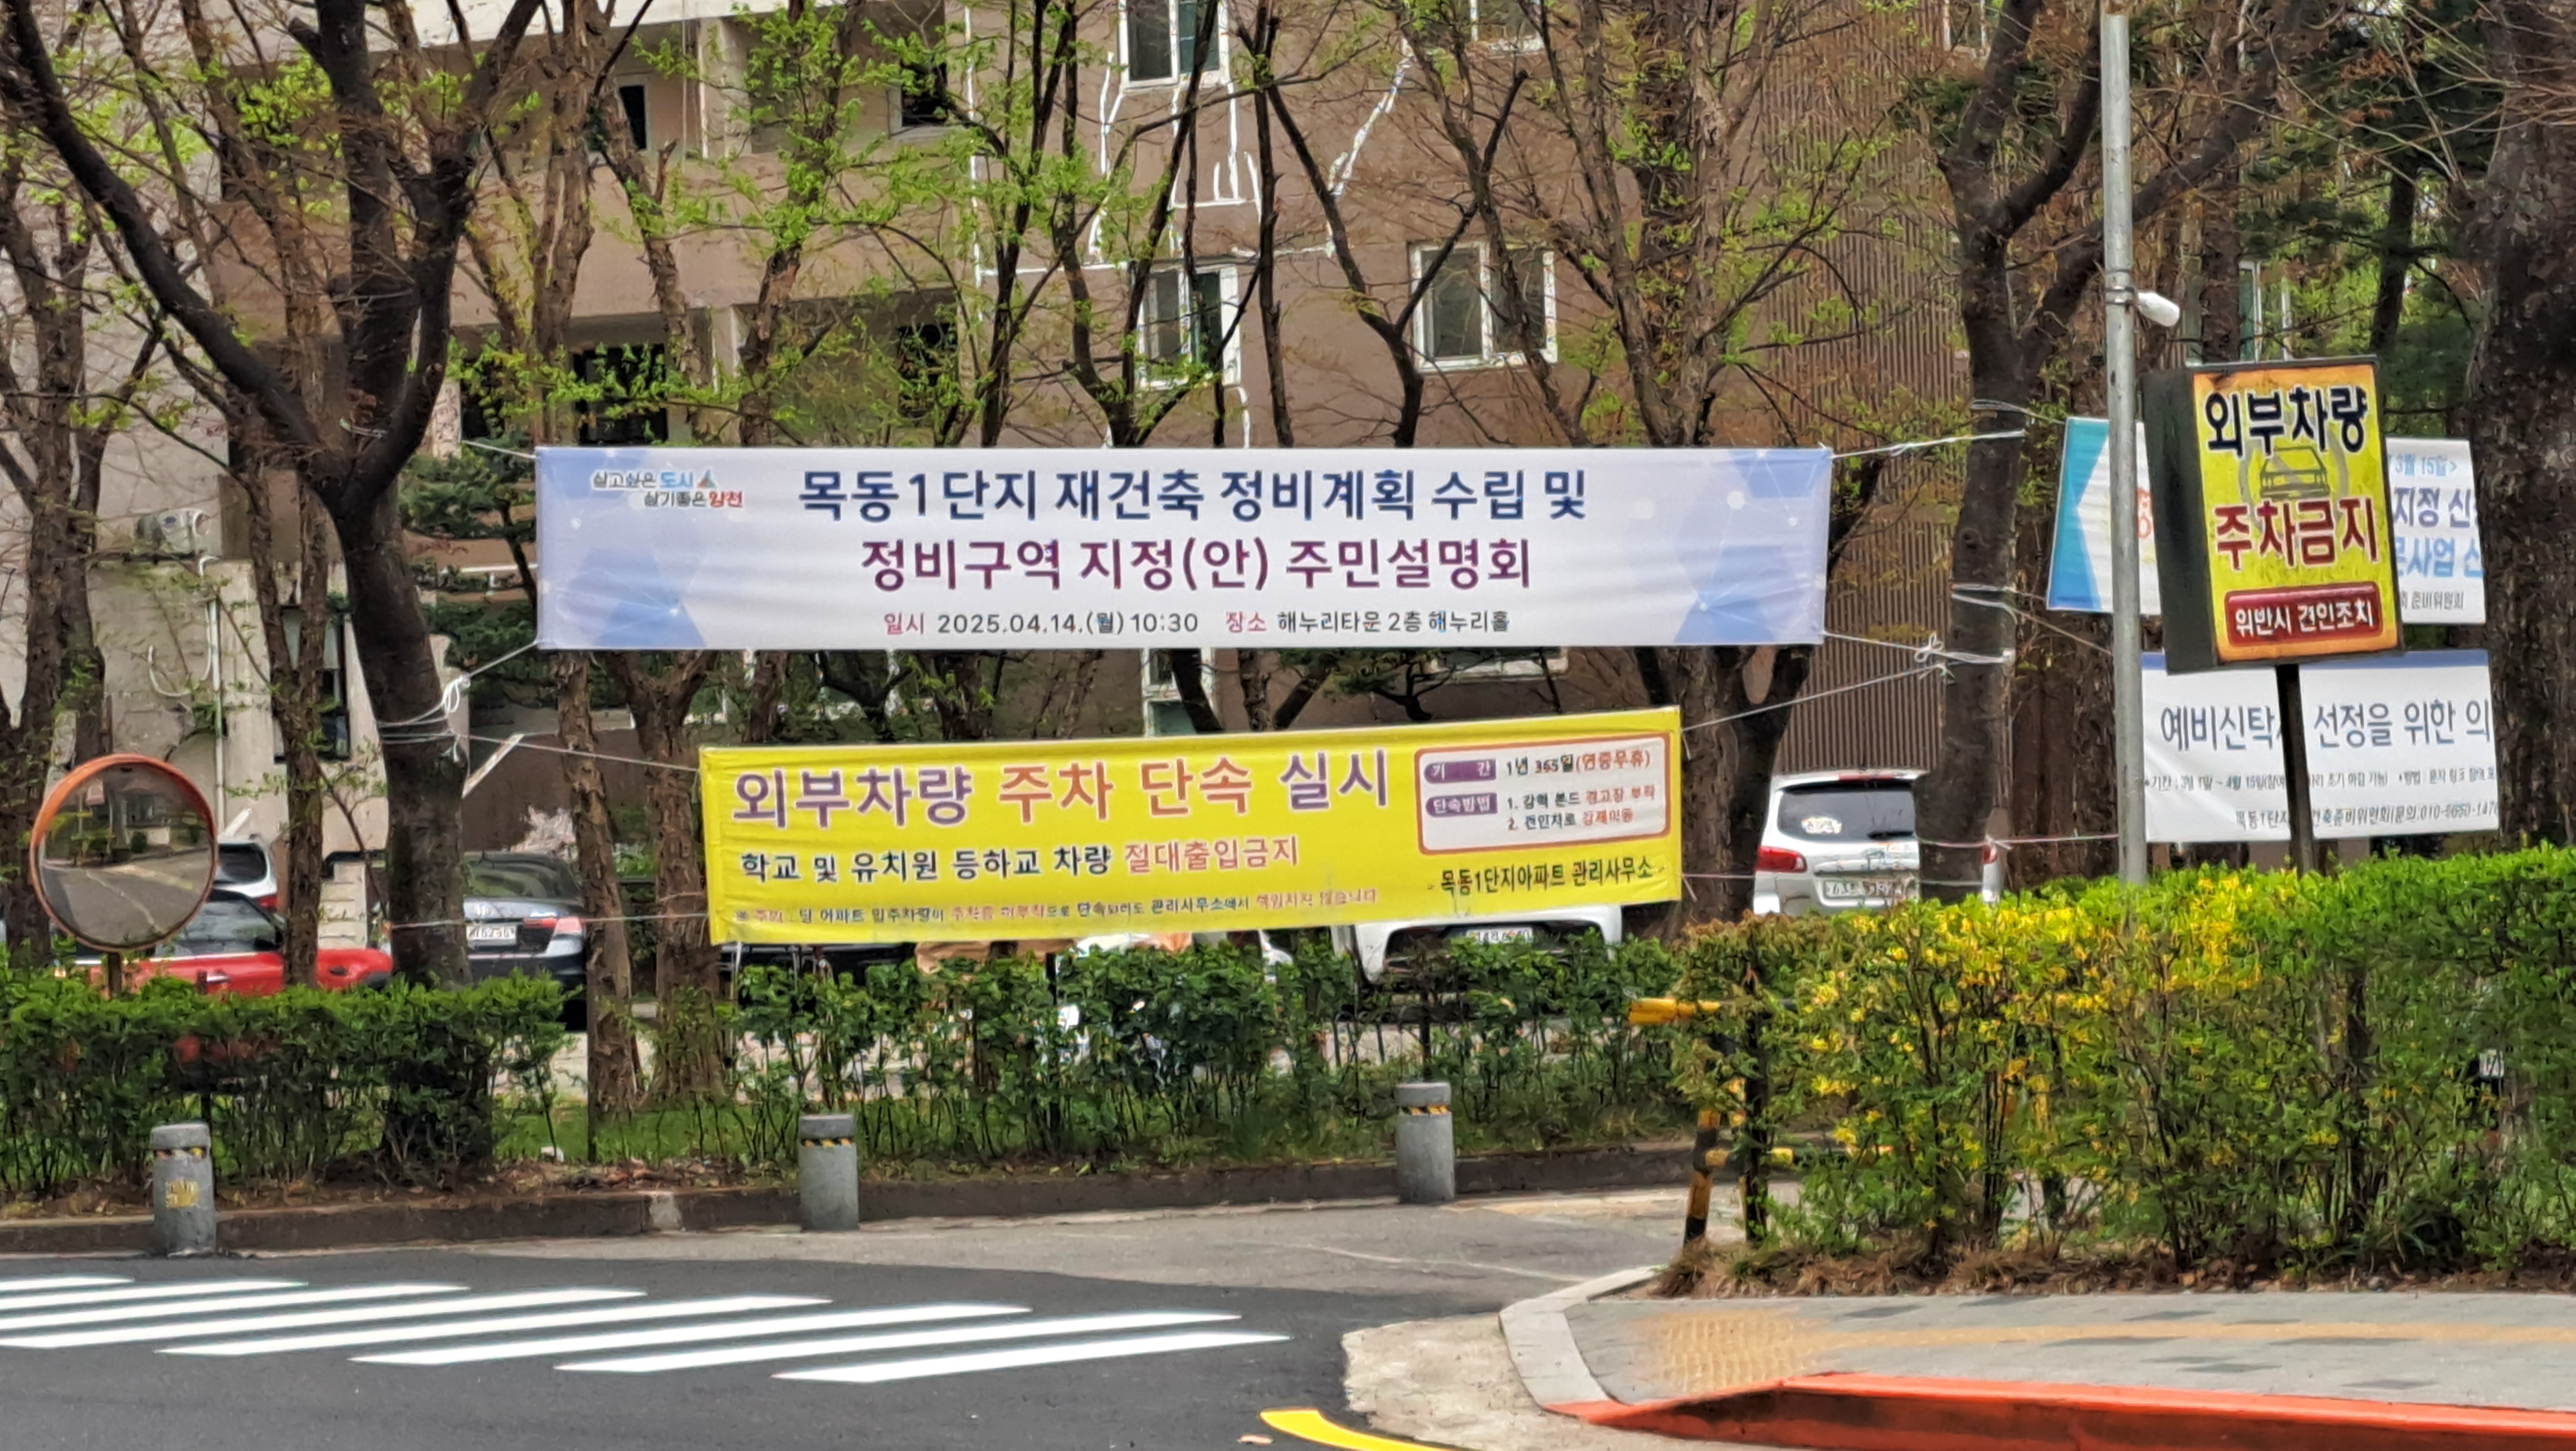 살고싶은 도시
살기좋은 양천
목동1단지 재건축 정비계획 수립 및
정비구역 지정(안) 주민설명회
일시 2025.04.14.(월) 10:30 장소 해누리타운 2층 해누리홀
외부차량 주차 단속 실시
학교 및 유치원 등하교 차량 절대출입금지
기 간 1년 365일(연중무휴)
단속방법 1. 강력 본드 경고장 부착
2. 견인차로 강제이동
목동1단지아파트 관리사무소
외부차량
주차금지
위반시 견인조치
3월 15일>
지정
사업
준비위원회
예비신탁 선정을 위한